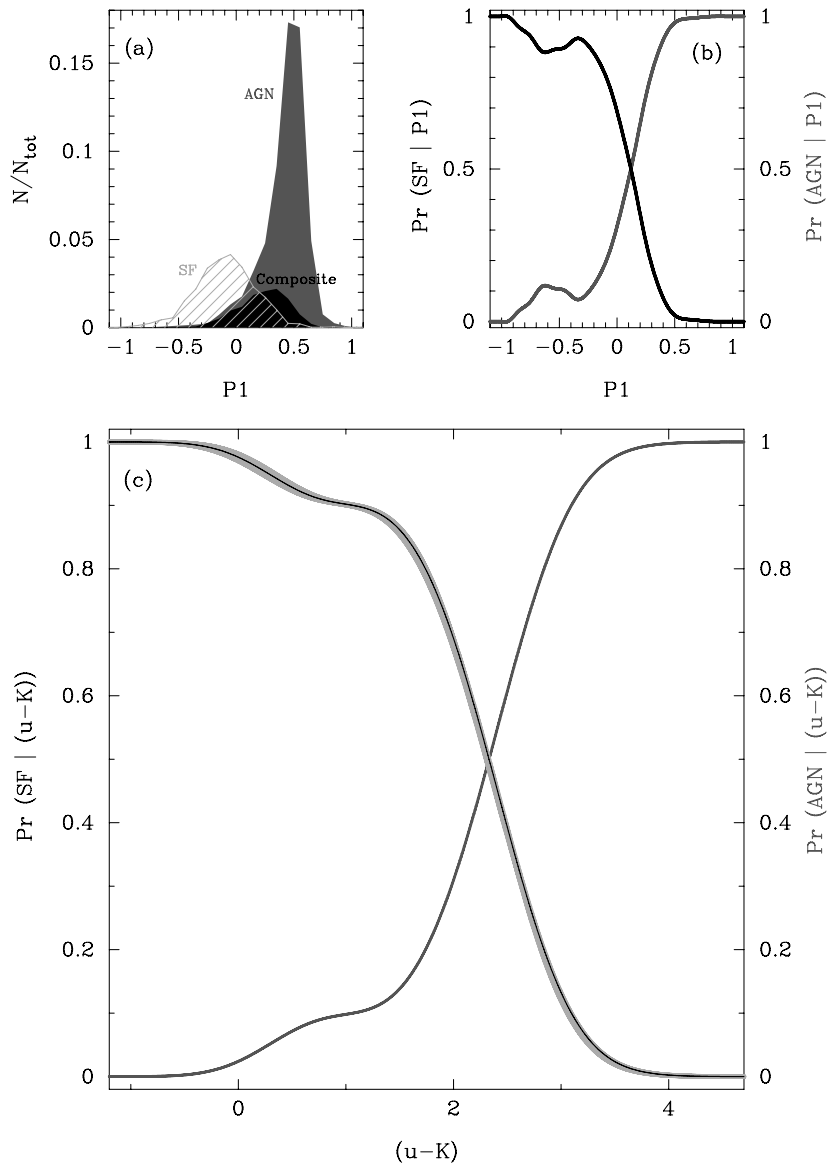 (a)
0.15
0.1
0.05
0
N/Ntot
AGN
SF
Composite
−1 −0.5 0 0.5 1
P1
(b)
1
0.5
0
Pr (SF | P1)
1
0.5
0
Pr (AGN | P1)
−1 −0.5 0 0.5 1
P1
(c)
1
0.8
0.6
0.4
0.2
0
Pr (SF | (u−K))
1
0.8
0.6
0.4
0.2
0
Pr (AGN | (u−K))
0 2 4
(u−K)